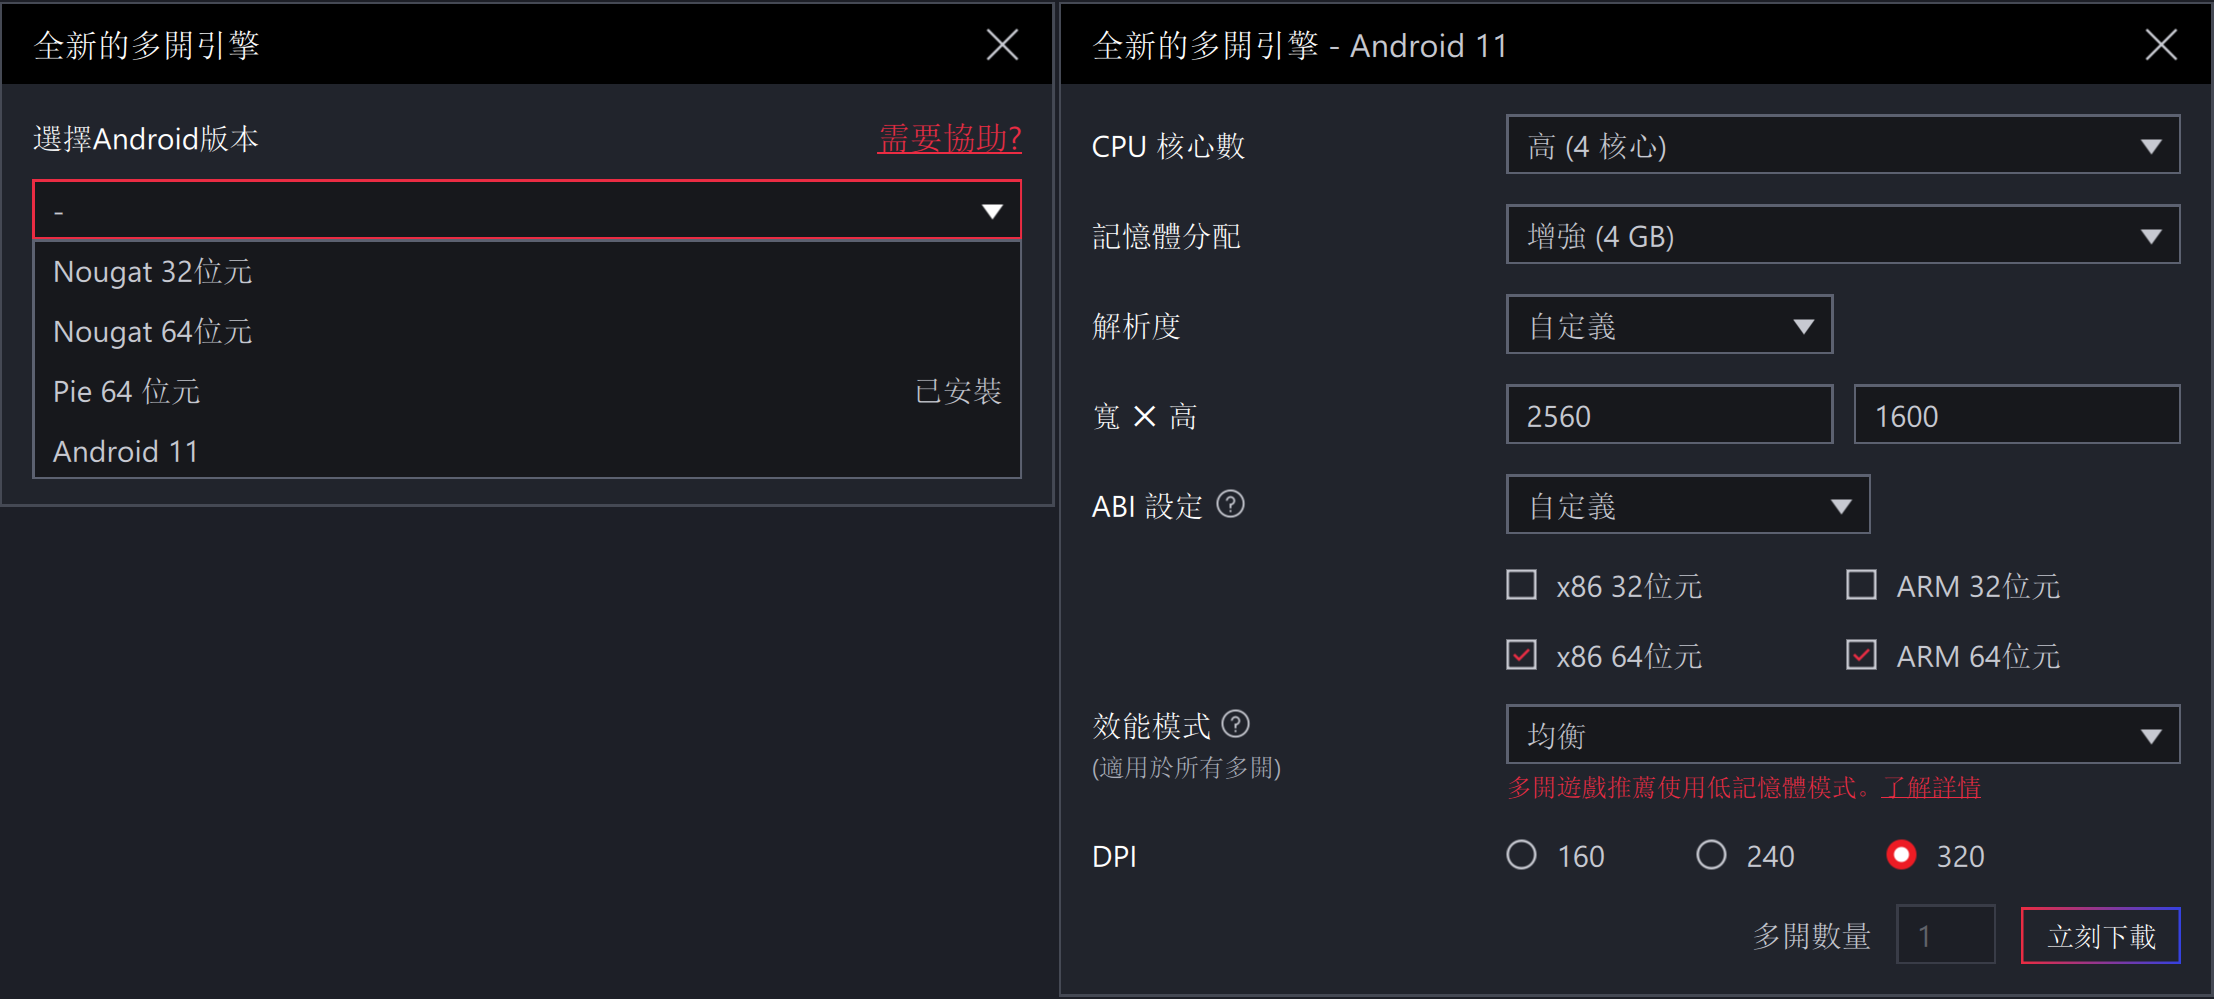 全新的多開引擎
選擇Android版本
需要協助?
-
Nougat 32位元
Nougat 64位元
Pie 64 位元 已安裝
Android 11
全新的多開引擎 - Android 11
CPU 核心數 高 (4 核心)
記憶體分配 增強 (4 GB)
解析度 自定義
寬 × 高 2560 1600
ABI 設定 ? 自定義
x86 32位元 ARM 32位元
x86 64位元 ARM 64位元
效能模式 ? 均衡
(適用於所有多開)
多開遊戲推薦使用低記憶體模式。了解詳情
DPI 160 240 320
多開數量 1 立刻下載